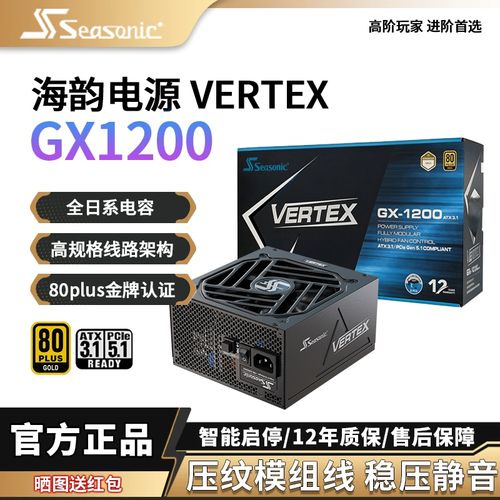 Seasonic
高阶玩家 进阶首选
海韵电源 VERTEX
GX1200
全日系电容
高规格线路架构
80plus金牌认证
80
PLUS
GOLD
ATX
3.1
PCIe
5.1
READY
Seasonic
VERTEX
GX-1200 ATX 3.1
POWER SUPPLY
FULLY MODULAR
HYBRID FAN CONTROL
ATX 3.1/PCIe Gen 5.1 COMPLIANT
12
Seasonic
VERTEX
官方正品
晒图送红包
智能启停/12年质保/售后保障
压纹模组线 稳压静音